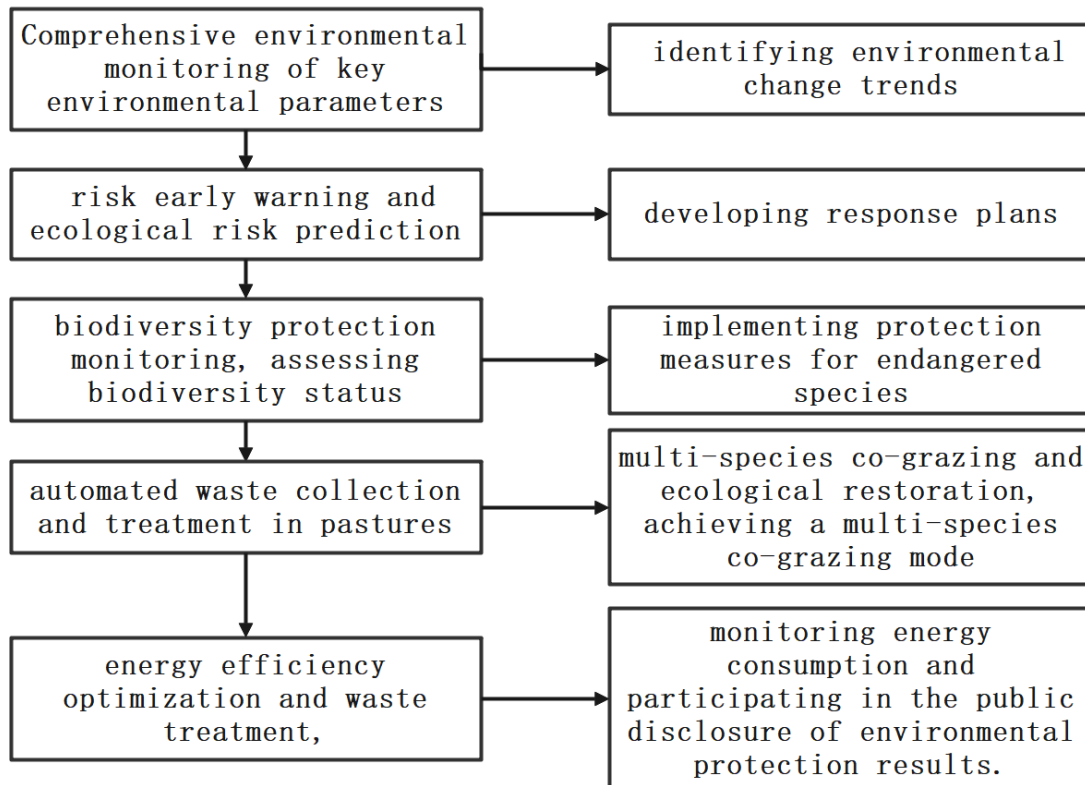 Comprehensive environmental
monitoring of key
environmental parameters
identifying environmental
change trends
risk early warning and
ecological risk prediction
developing response plans
biodiversity protection
monitoring, assessing
biodiversity status
implementing protection
measures for endangered
species
automated waste collection
and treatment in pastures
multi-species co-grazing and
ecological restoration,
achieving a multi-species
co-grazing mode
energy efficiency
optimization and waste
treatment,
monitoring energy
consumption and
participating in the public
disclosure of environmental
protection results.